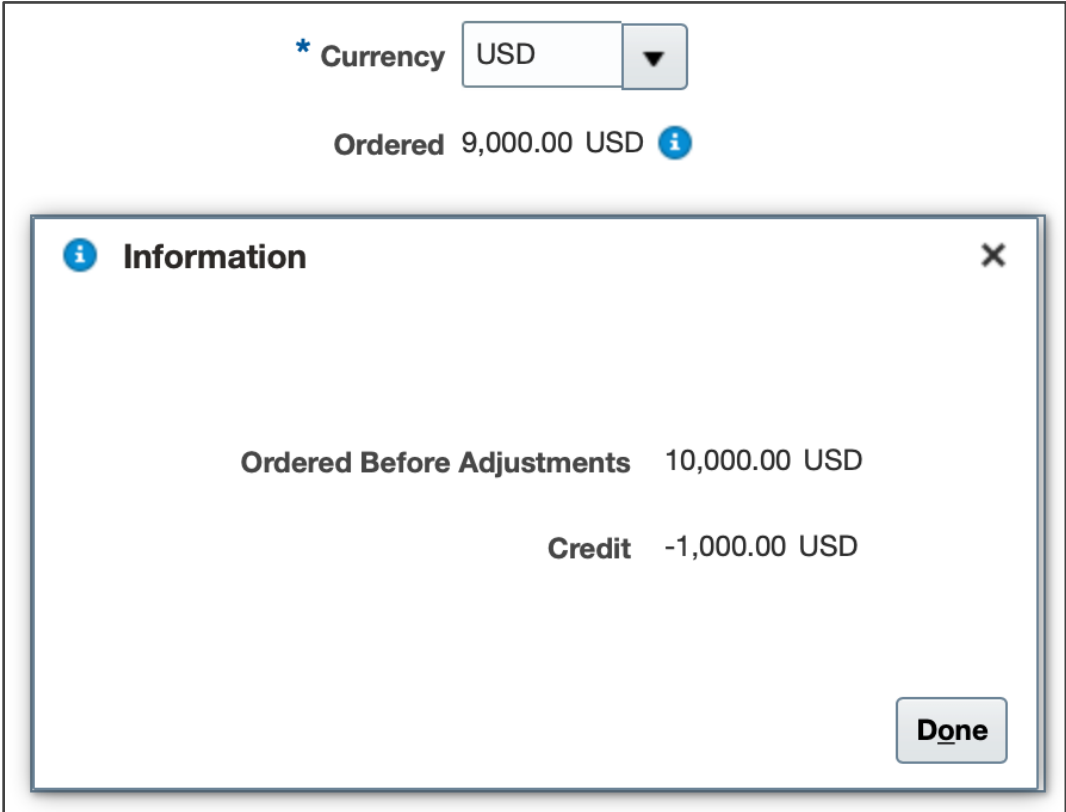 * Currency USD
Ordered 9,000.00 USD
Information
Ordered Before Adjustments 10,000.00 USD
Credit -1,000.00 USD
Done